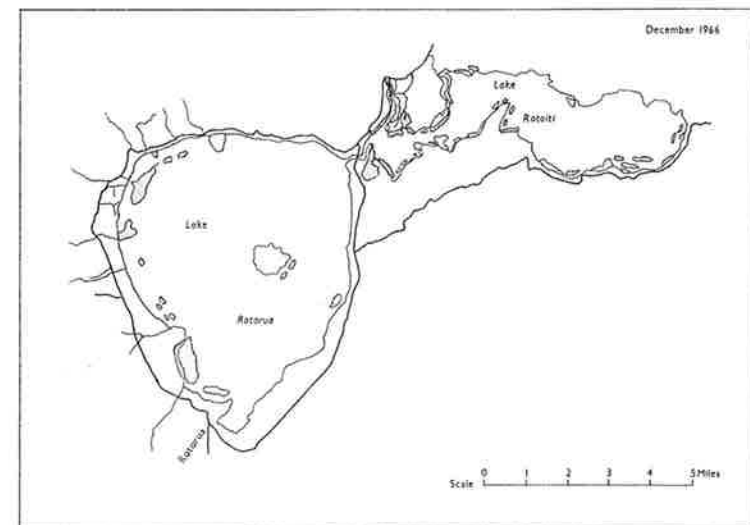 December 1966
Lake
Rotoiti
Lake
Rotorua
Rotorua
0 1 2 3 4 5 Miles
Scale